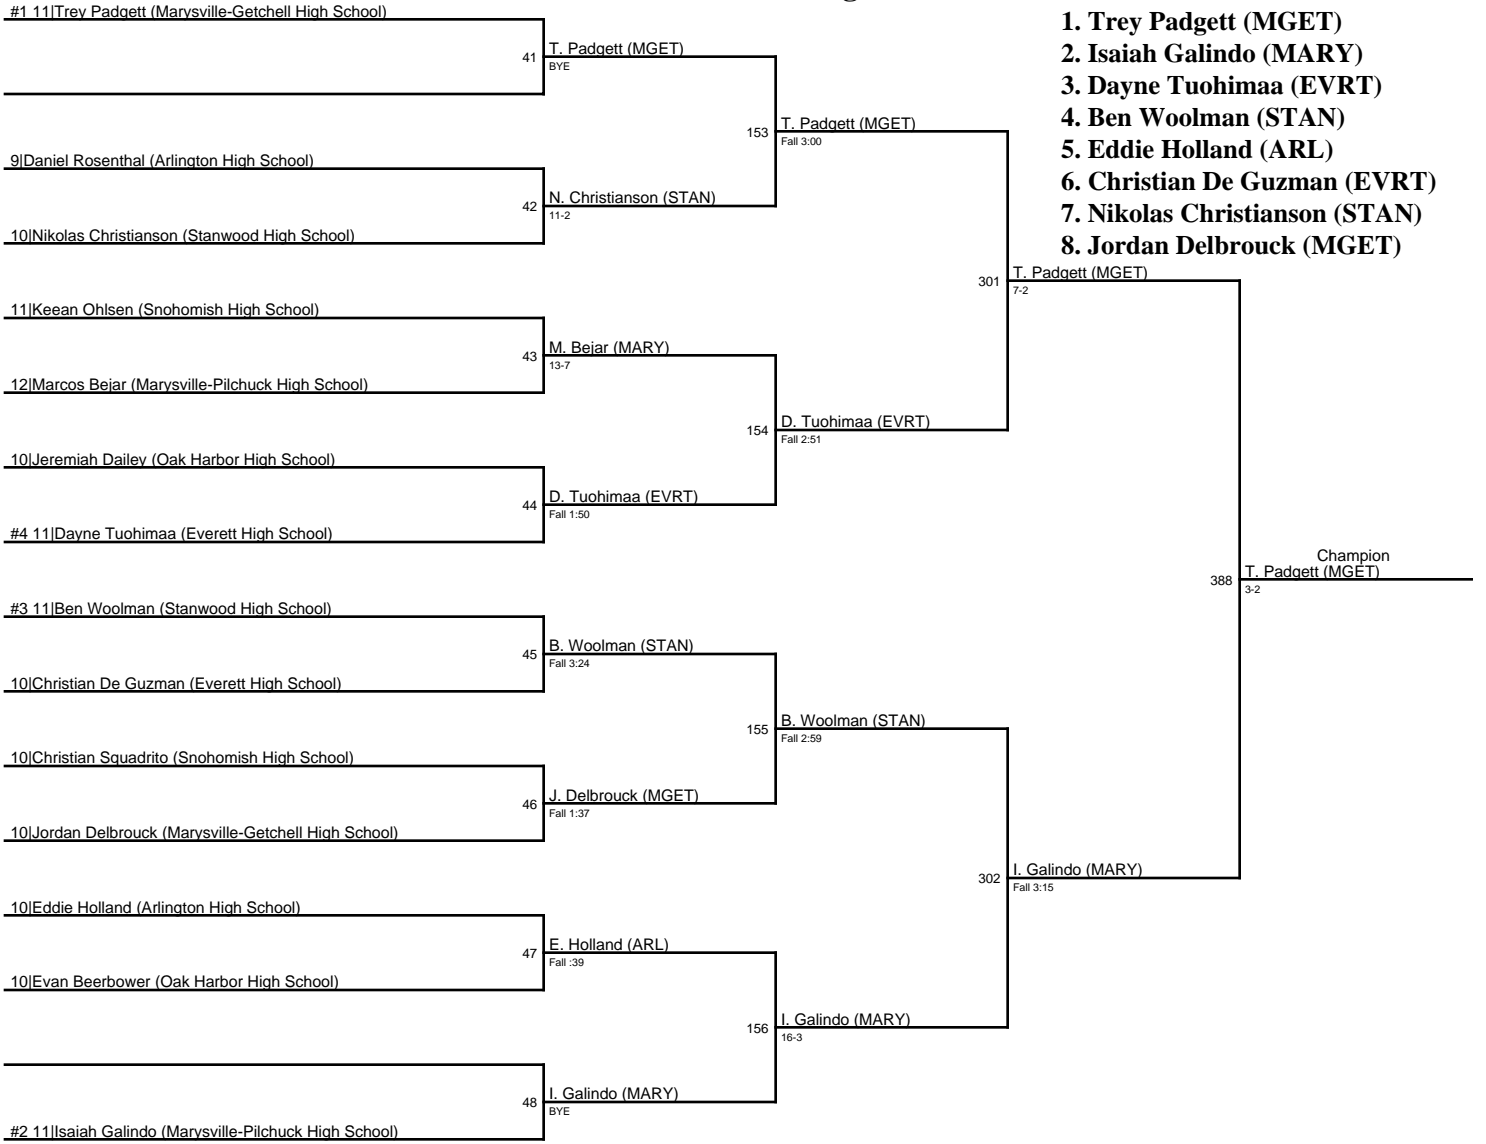 #1 11|Trey Padgett (Marysville-Getchell High School)
41
T. Padgett (MGET)
BYE
9|Daniel Rosenthal (Arlington High School)
42
N. Christianson (STAN)
11-2
10|Nikolas Christianson (Stanwood High School)
153
T. Padgett (MGET)
Fall 3:00
11|Keean Ohlsen (Snohomish High School)
43
M. Bejar (MARY)
13-7
12|Marcos Bejar (Marysville-Pilchuck High School)
154
D. Tuohimaa (EVRT)
Fall 2:51
10|Jeremiah Dailey (Oak Harbor High School)
44
D. Tuohimaa (EVRT)
Fall 1:50
#4 11|Dayne Tuohimaa (Everett High School)
301
T. Padgett (MGET)
7-2
#3 11|Ben Woolman (Stanwood High School)
45
B. Woolman (STAN)
Fall 3:24
10|Christian De Guzman (Everett High School)
155
B. Woolman (STAN)
Fall 2:59
10|Christian Squadrito (Snohomish High School)
46
J. Delbrouck (MGET)
Fall 1:37
10|Jordan Delbrouck (Marysville-Getchell High School)
302
I. Galindo (MARY)
Fall 3:15
10|Eddie Holland (Arlington High School)
47
E. Holland (ARL)
Fall :39
10|Evan Beerbower (Oak Harbor High School)
156
I. Galindo (MARY)
16-3
48
I. Galindo (MARY)
BYE
#2 11|Isaiah Galindo (Marysville-Pilchuck High School)
Champion
388
T. Padgett (MGET)
3-2
1. Trey Padgett (MGET)
2. Isaiah Galindo (MARY)
3. Dayne Tuohimaa (EVRT)
4. Ben Woolman (STAN)
5. Eddie Holland (ARL)
6. Christian De Guzman (EVRT)
7. Nikolas Christianson (STAN)
8. Jordan Delbrouck (MGET)